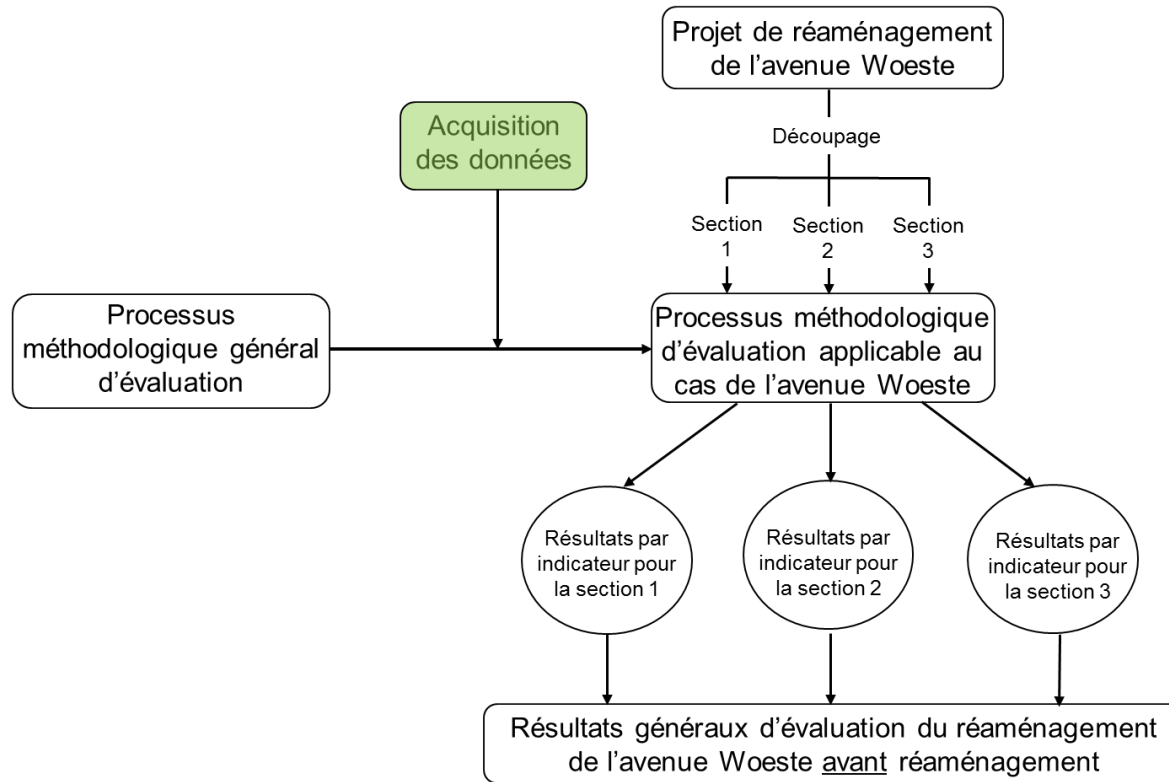 Projet de réaménagement
de l'avenue Woeste
Acquisition
des données
Découpage
Section
1
Section
2
Section
3
Processus
méthodologique général
d'évaluation
Processus méthodologique
d'évaluation applicable au
cas de l'avenue Woeste
Résultats par
indicateur pour
la section 1
Résultats par
indicateur pour
la section 2
Résultats par
indicateur pour
la section 3
Résultats généraux d'évaluation du réaménagement
de l'avenue Woeste avant réaménagement